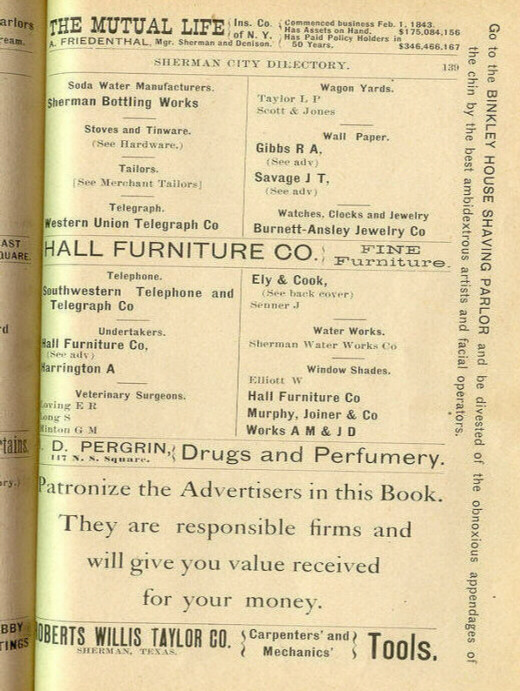 THE MUTUAL LIFE Ins. Co. of N. Y. Commenced business Feb. 1, 1843.
Has Assets on Hand. $175,084,156
A. FRIEDENTHAL, Mgr. Sherman and Denison. Has Paid Policy Holders in 50 Years. $346,466,167
SHERMAN CITY DIRECTORY. 139
Soda Water Manufacturers.
Sherman Bottling Works
Stoves and Tinware.
(See Hardware.)
Tailors.
[See Merchant Tailors]
Telegraph.
Western Union Telegraph Co
Wagon Yards.
Taylor L P
Scott & Jones
Wall Paper.
Gibbs R A,
(See adv)
Savage J T,
(See adv)
Watches, Clocks and Jewelry
Burnett-Ansley Jewelry Co
HALL FURNITURE CO. FINE Furniture.
Telephone.
Southwestern Telephone and
Telegraph Co
Undertakers.
Hall Furniture Co,
(See adv)
Harrington A
Veterinary Surgeons.
Loving E R
Long S
Hinton G M
Ely & Cook,
(See back cover)
Senner J
Water Works.
Sherman Water Works Co
Window Shades.
Elliott W
Hall Furniture Co
Murphy, Joiner & Co
Works A M & J D
D. PERGRIN, 117 N. S. Square. Drugs and Perfumery.
Patronize the Advertisers in this Book.
They are responsible firms and
will give you value received
for your money.
ROBERTS WILLIS TAYLOR CO. Carpenters' and Mechanics' Tools.
SHERMAN, TEXAS.
Go to the BINKLEY HOUSE SHAVING PARLOR and be divested of the obnoxious appendages of
the chin by the best ambidextrous artists and facial operators.